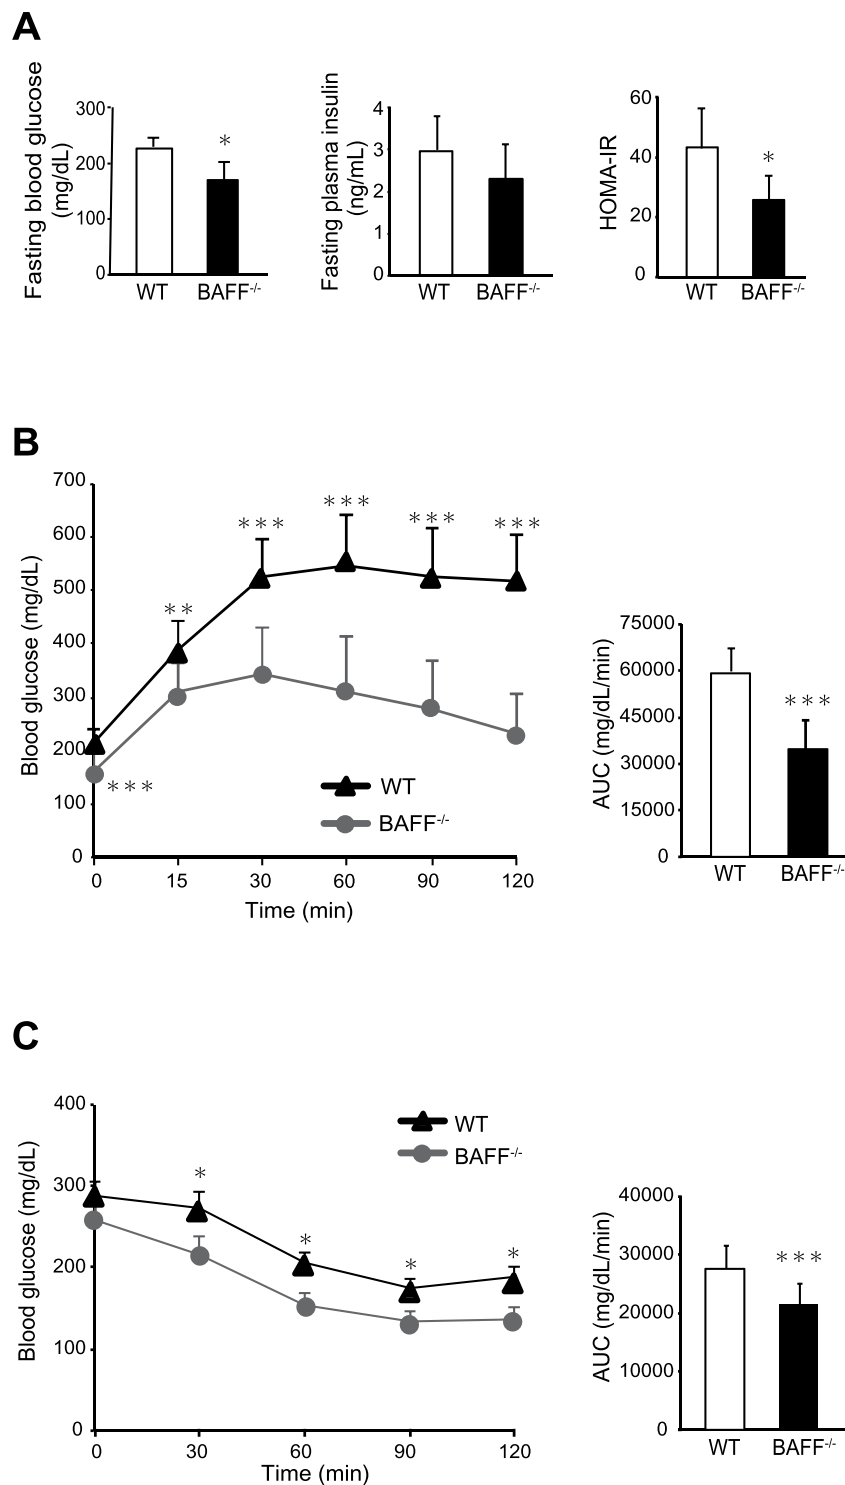 A
Fasting blood glucose
(mg/dL)
300
200
100
0
*
WT
BAFF-/-
Fasting plasma insulin
(ng/mL)
4
3
2
1
0
WT
BAFF-/-
HOMA-IR
60
40
20
0
*
WT
BAFF-/-
B
Blood glucose (mg/dL)
700
600
500
400
300
200
100
0
***
**
***
***
***
***
WT
BAFF-/-
0 15 30 60 90 120
Time (min)
AUC (mg/dL/min)
75000
60000
45000
30000
15000
0
***
WT
BAFF-/-
C
Blood glucose (mg/dL)
400
300
200
100
0
*
*
*
*
WT
BAFF-/-
0 30 60 90 120
Time (min)
AUC (mg/dL/min)
40000
30000
20000
10000
0
***
WT
BAFF-/-